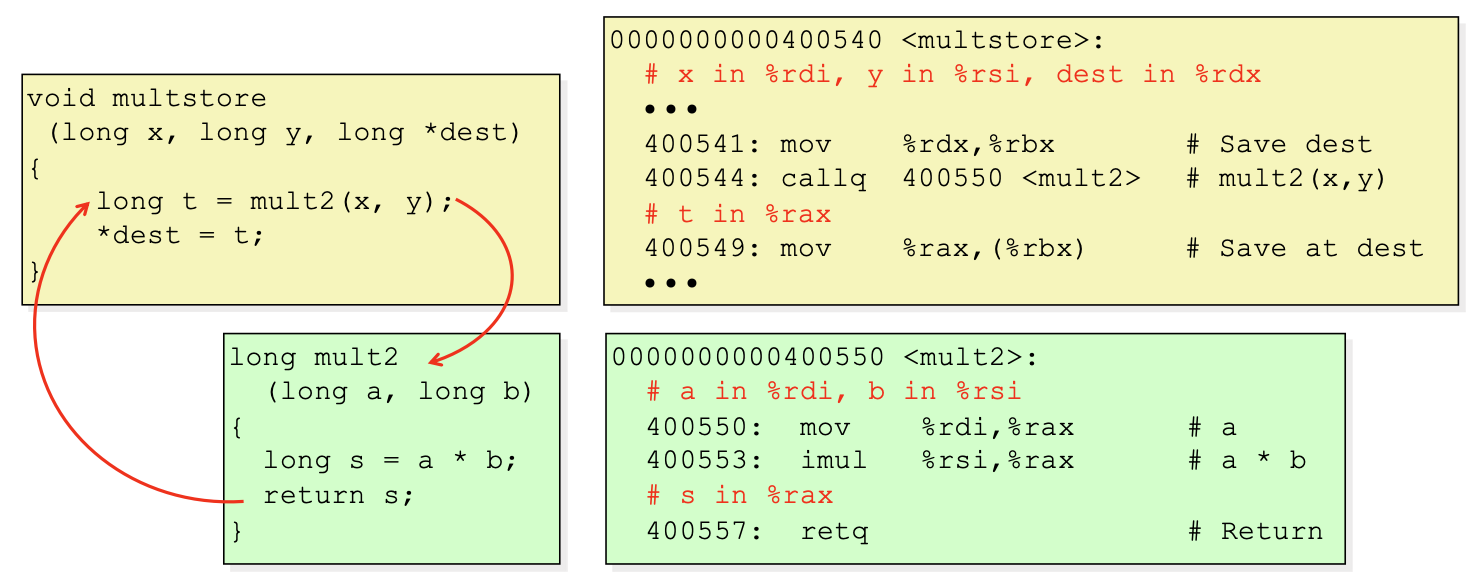 void multstore
(long x, long y, long *dest)
{
long t = mult2(x, y);
*dest = t;
}
0000000000400540 <multstore>:
# x in %rdi, y in %rsi, dest in %rdx
•••
400541: mov %rdx,%rbx # Save dest
400544: callq 400550 <mult2> # mult2(x,y)
# t in %rax
400549: mov %rax,(%rbx) # Save at dest
•••
long mult2
(long a, long b)
{
long s = a * b;
return s;
}
0000000000400550 <mult2>:
# a in %rdi, b in %rsi
400550: mov %rdi,%rax # a
400553: imul %rsi,%rax # a * b
# s in %rax
400557: retq # Return